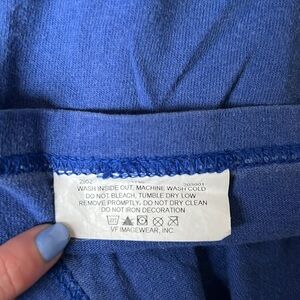 WASH INSIDE OUT, MACHINE WASH COLD
DO NOT BLEACH, TUMBLE DRY LOW
REMOVE PROMPTLY, DO NOT DRY CLEAN
DO NOT IRON DECORATION
VF IMAGEWEAR, INC.